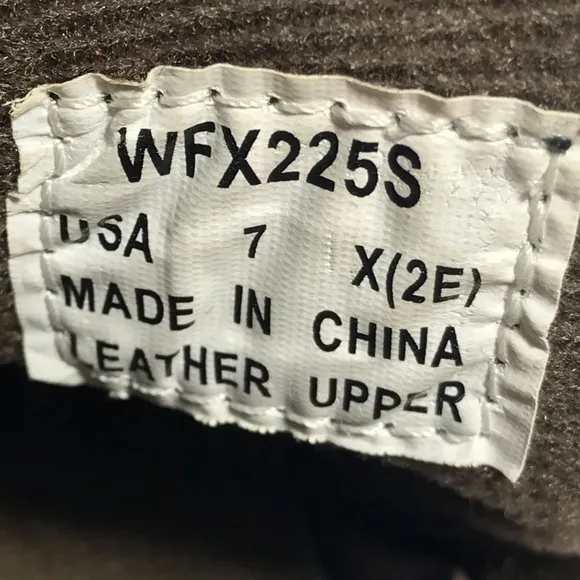 WFX225S
USA 7 X(2E)
MADE IN CHINA
LEATHER UPPER